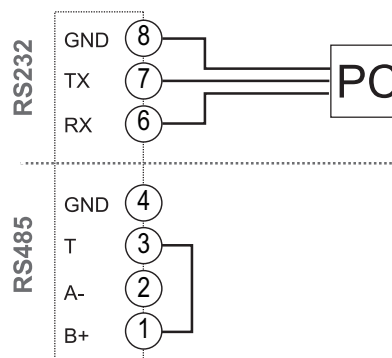 RS232
GND 8
TX 7
RX 6
PC
RS485
GND 4
T 3
A- 2
B+ 1